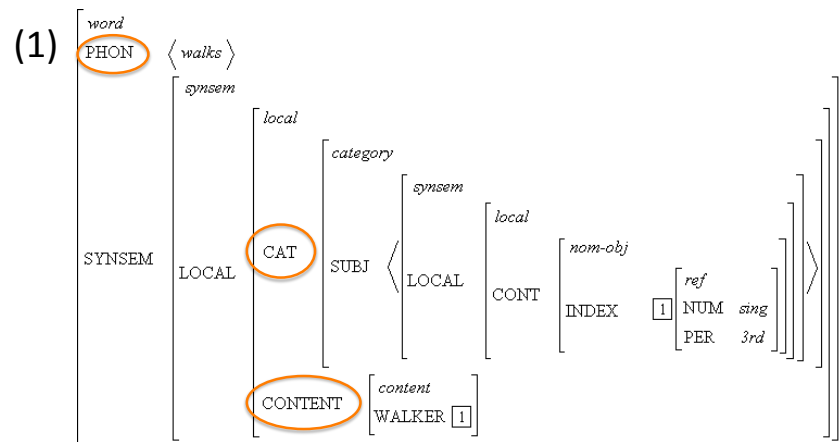 word
(1) PHON ⟨ walks ⟩
synsem
local
category
synsem
local
nom-obj
SYNSEM LOCAL CAT SUBJ ⟨ LOCAL CONT INDEX 1 ref
NUM sing
PER 3rd ⟩
CONTENT content
WALKER 1